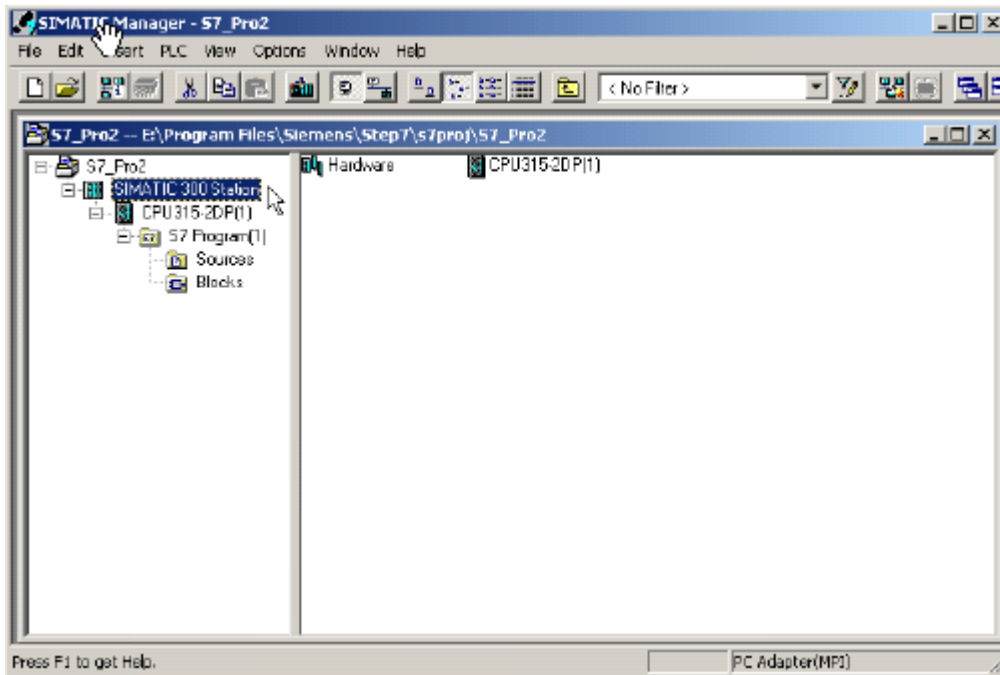 SIMATIC Manager - S7_Pro2
File Edit Insert PLC View Options Window Help
< No Filter >
S7_Pro2 -- E:\Program Files\Siemens\Step7\s7proj\S7_Pro2
S7_Pro2
SIMATIC 300 Station
CPU315-2DP(1)
S7 Program(1)
Sources
Blocks
Hardware CPU315-2DP(1)
Press F1 to get Help. PC Adapter(MPI)